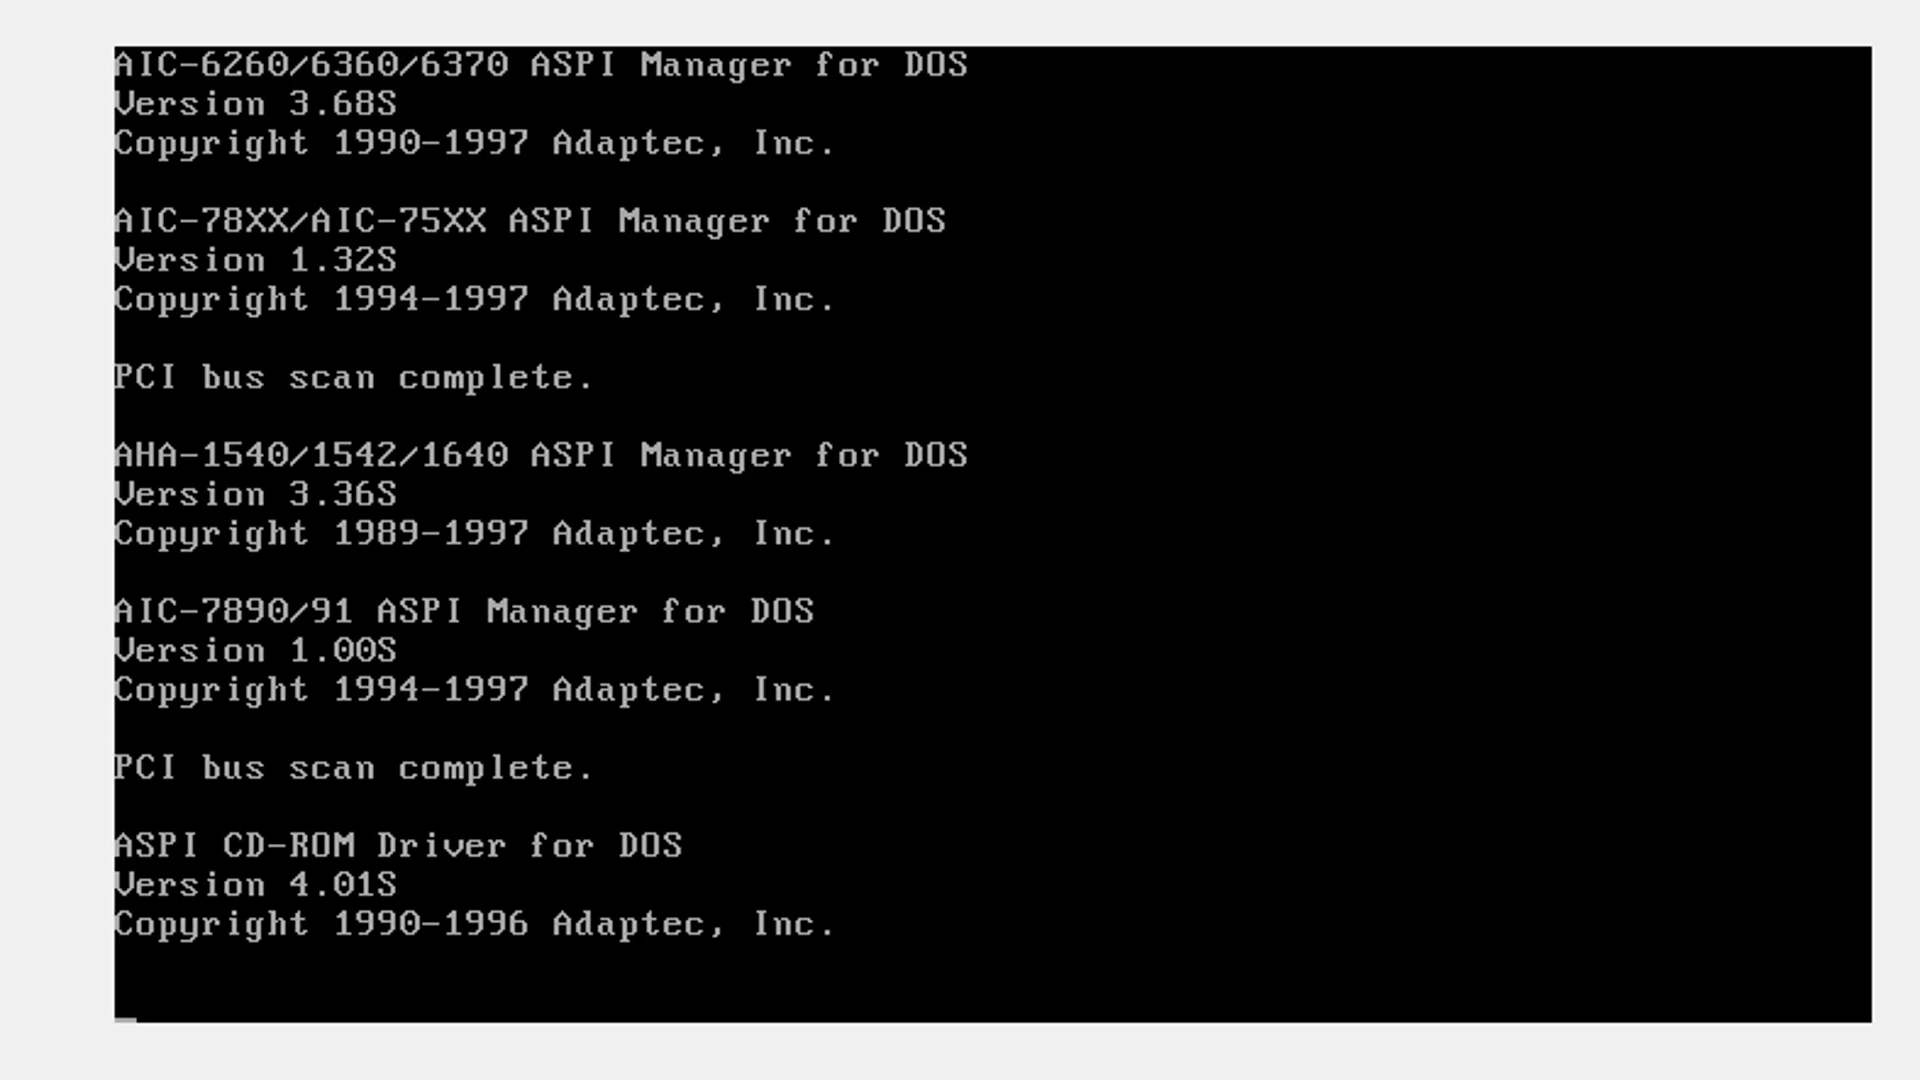 AIC-6260/6360/6370 ASPI Manager for DOS
Version 3.68S
Copyright 1990-1997 Adaptec, Inc.
AIC-78XX/AIC-75XX ASPI Manager for DOS
Version 1.32S
Copyright 1994-1997 Adaptec, Inc.
PCI bus scan complete.
AHA-1540/1542/1640 ASPI Manager for DOS
Version 3.36S
Copyright 1989-1997 Adaptec, Inc.
AIC-7890/91 ASPI Manager for DOS
Version 1.00S
Copyright 1994-1997 Adaptec, Inc.
PCI bus scan complete.
ASPI CD-ROM Driver for DOS
Version 4.01S
Copyright 1990-1996 Adaptec, Inc.